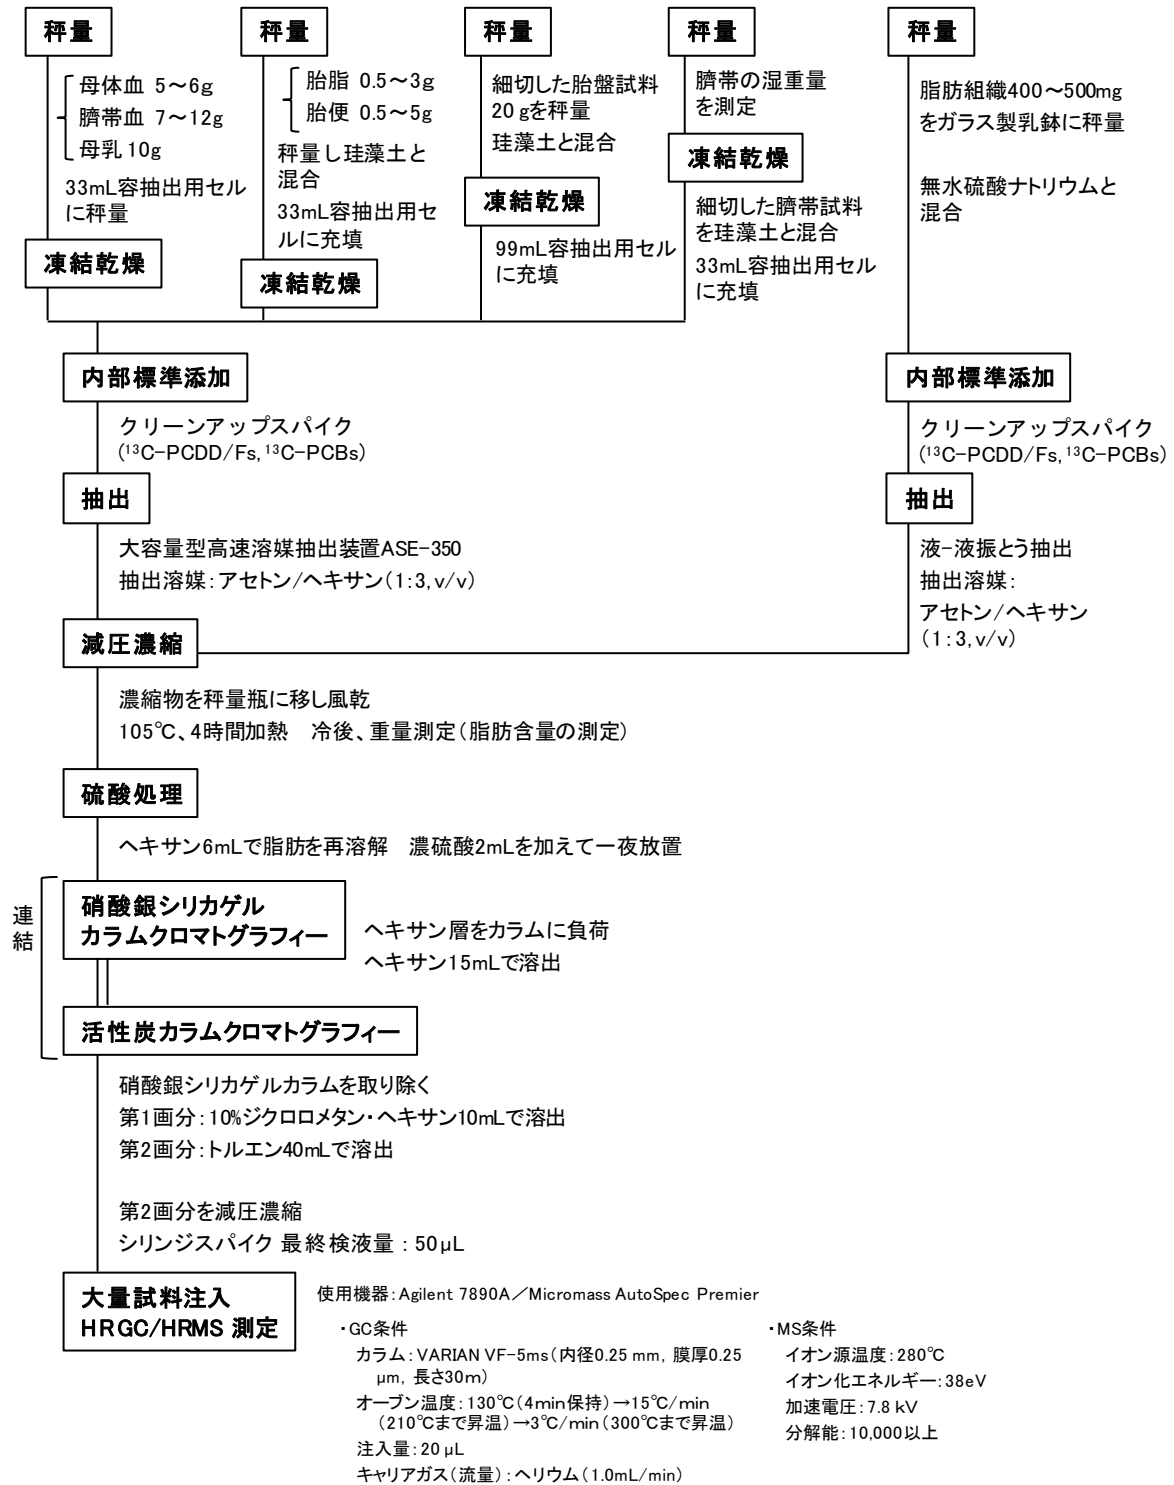 秤量
母体血 5～6g
臍帯血 7～12g
母乳 10g
33mL容抽出用セル
に秤量
凍結乾燥
秤量
胎脂 0.5～3g
胎便 0.5～5g
秤量し珪藻土と
混合
33mL容抽出用セ
ルに充填
凍結乾燥
秤量
細切した胎盤試料
20 gを秤量
珪藻土と混合
凍結乾燥
99mL容抽出用セル
に充填
秤量
臍帯の湿重量
を測定
凍結乾燥
細切した臍帯試料
を珪藻土と混合
33mL容抽出用セル
に充填
秤量
脂肪組織400～500mg
をガラス製乳鉢に秤量
無水硫酸ナトリウムと
混合
内部標準添加
クリーンアップスパイク
(¹³C-PCDD/Fs,¹³C-PCBs)
抽出
大容量型高速溶媒抽出装置ASE-350
抽出溶媒：アセトン/ヘキサン（1:3,v/v）
内部標準添加
クリーンアップスパイク
(¹³C-PCDD/Fs,¹³C-PCBs)
抽出
液-液振とう抽出
抽出溶媒：
アセトン/ヘキサン
（1:3,v/v）
減圧濃縮
濃縮物を秤量瓶に移し風乾
105℃、4時間加熱　冷後、重量測定（脂肪含量の測定）
硫酸処理
ヘキサン6mLで脂肪を再溶解　濃硫酸2mLを加えて一夜放置
連結
硝酸銀シリカゲル
カラムクロマトグラフィー
ヘキサン層をカラムに負荷
ヘキサン15mLで溶出
活性炭カラムクロマトグラフィー
硝酸銀シリカゲルカラムを取り除く
第1画分：10%ジクロロメタン・ヘキサン10mLで溶出
第2画分：トルエン40mLで溶出
第2画分を減圧濃縮
シリンジスパイク 最終検液量：50μL
大量試料注入
HRGC/HRMS 測定
使用機器：Agilent 7890A／Micromass AutoSpec Premier
・GC条件
カラム：VARIAN VF-5ms（内径0.25 mm, 膜厚0.25
μm, 長さ30m）
オーブン温度：130℃（4min保持）→15℃/min
（210℃まで昇温）→3℃/min（300℃まで昇温）
注入量：20 μL
キャリアガス（流量）：ヘリウム（1.0mL/min）
・MS条件
イオン源温度：280℃
イオン化エネルギー：38eV
加速電圧：7.8 kV
分解能：10,000以上